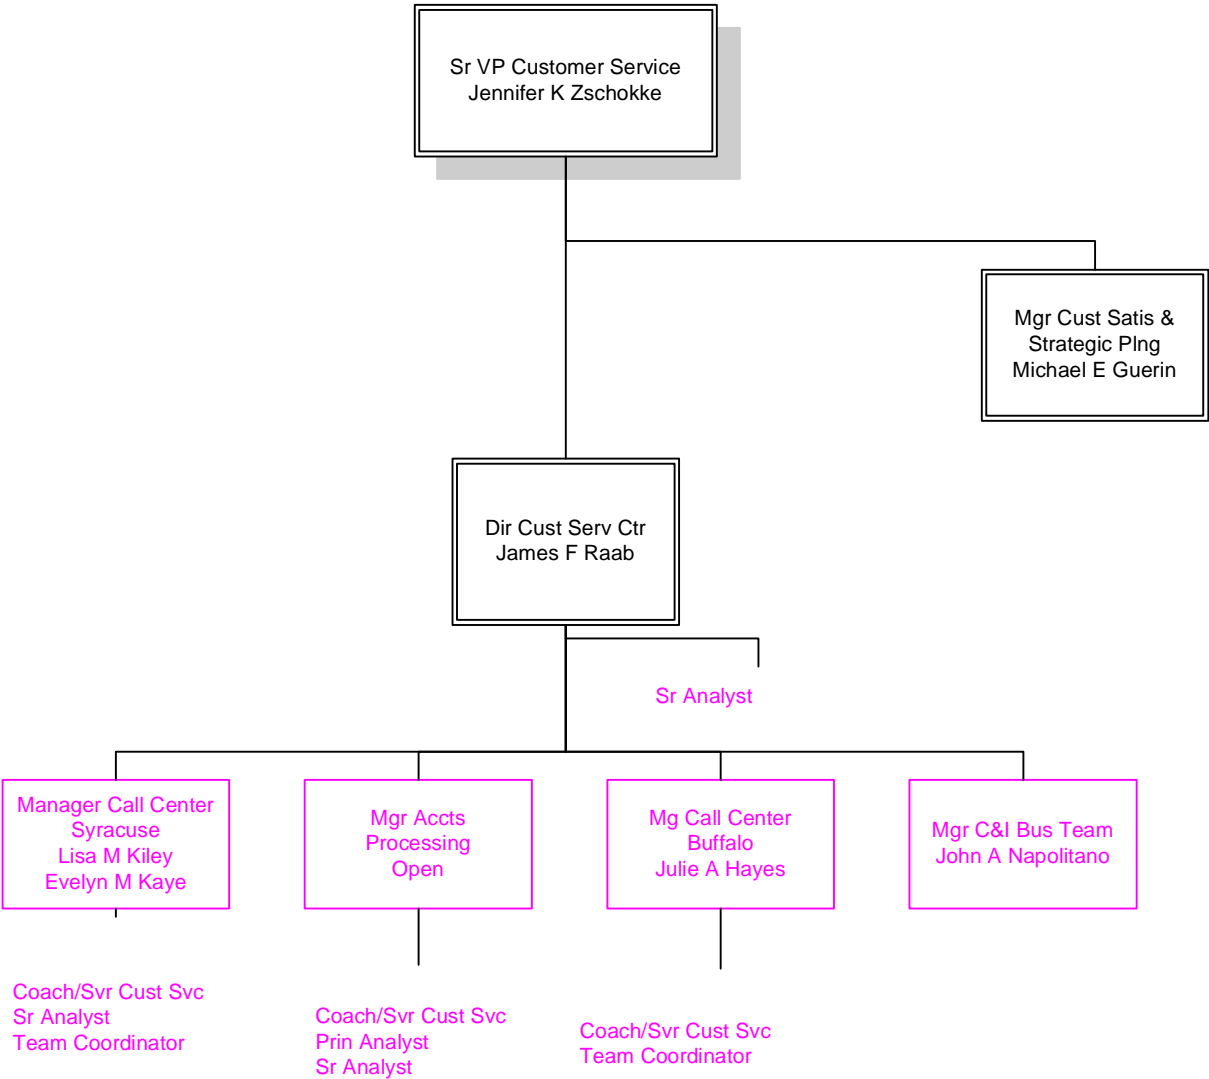 Sr VP Customer Service
Jennifer K Zschokke
Mgr Cust Satis &
Strategic Plng
Michael E Guerin
Dir Cust Serv Ctr
James F Raab
Sr Analyst
Manager Call Center
Syracuse
Lisa M Kiley
Evelyn M Kaye
Mgr Accts
Processing
Open
Mg Call Center
Buffalo
Julie A Hayes
Mgr C&I Bus Team
John A Napolitano
Coach/Svr Cust Svc
Sr Analyst
Team Coordinator
Coach/Svr Cust Svc
Prin Analyst
Sr Analyst
Coach/Svr Cust Svc
Team Coordinator